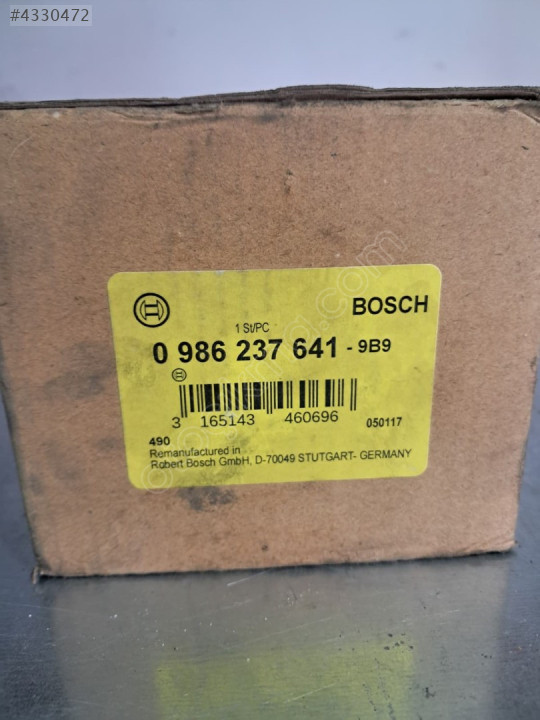 #4330472
BOSCH
1 St/PC
0 986 237 641 - 9B9
3 165143 460696
050117
490
Remanufactured in
Robert Bosch GmbH, D-70049 STUTGART- GERMANY